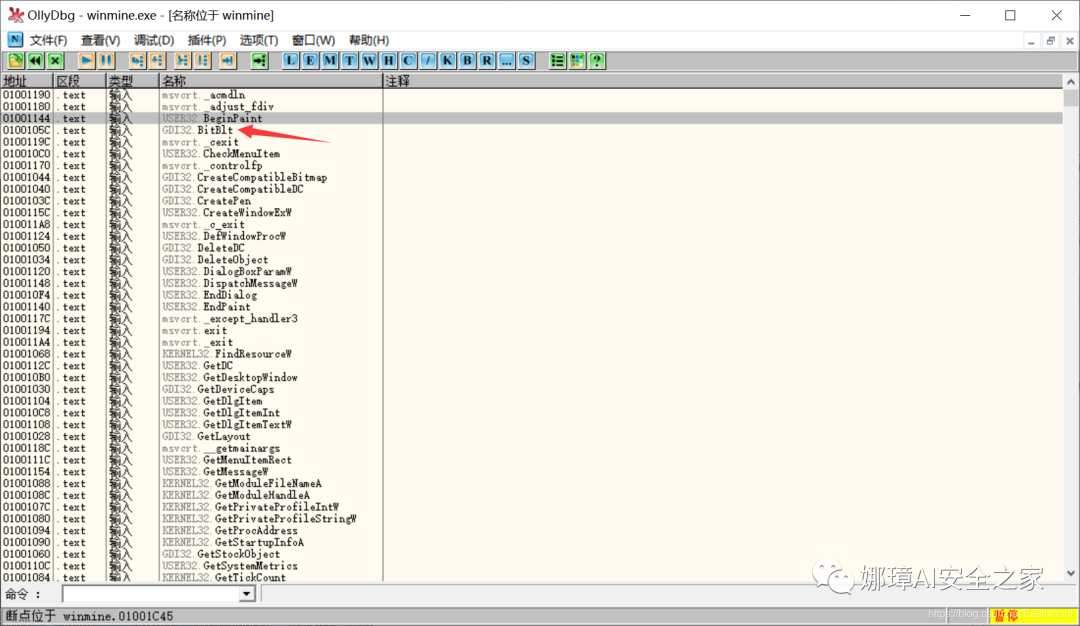 OllyDbg - winmine.exe - [名称位于 winmine]
N 文件(F) 查看(V) 调试(D) 插件(P) 选项(T) 窗口(W) 帮助(H)
L E M T W H C / K B R ... S ?
地址 区段 类型 名称 注释
01001190 .text 输入 msvcrt._acmdln
01001180 .text 输入 msvcrt._adjust_fdiv
01001144 .text 输入 USER32.BeginPaint
0100105C .text 输入 GDI32.BitBlt
0100119C .text 输入 msvcrt._cexit
010010C0 .text 输入 USER32.CheckMenuItem
01001170 .text 输入 msvcrt._controlfp
01001044 .text 输入 GDI32.CreateCompatibleBitmap
01001040 .text 输入 GDI32.CreateCompatibleDC
0100103C .text 输入 GDI32.CreatePen
0100115C .text 输入 USER32.CreateWindowExW
010011A8 .text 输入 msvcrt._c_exit
01001124 .text 输入 USER32.DefWindowProcW
01001050 .text 输入 GDI32.DeleteDC
01001034 .text 输入 GDI32.DeleteObject
01001120 .text 输入 USER32.DialogBoxParamW
01001148 .text 输入 USER32.DispatchMessageW
010010F4 .text 输入 USER32.EndDialog
01001140 .text 输入 USER32.EndPaint
0100117C .text 输入 msvcrt._except_handler3
01001194 .text 输入 msvcrt.exit
010011A4 .text 输入 msvcrt._exit
01001068 .text 输入 KERNEL32.FindResourceW
0100112C .text 输入 USER32.GetDC
010010B0 .text 输入 USER32.GetDesktopWindow
01001030 .text 输入 GDI32.GetDeviceCaps
01001104 .text 输入 USER32.GetDlgItem
010010C8 .text 输入 USER32.GetDlgItemInt
01001108 .text 输入 USER32.GetDlgItemTextW
01001028 .text 输入 GDI32.GetLayout
0100118C .text 输入 msvcrt.__getmainargs
0100111C .text 输入 USER32.GetMenuItemRect
01001154 .text 输入 USER32.GetMessageW
01001088 .text 输入 KERNEL32.GetModuleFileNameA
0100108C .text 输入 KERNEL32.GetModuleHandleA
0100107C .text 输入 KERNEL32.GetPrivateProfileIntW
01001080 .text 输入 KERNEL32.GetPrivateProfileStringW
01001094 .text 输入 KERNEL32.GetProcAddress
01001090 .text 输入 KERNEL32.GetStartupInfoA
01001060 .text 输入 GDI32.GetStockObject
0100110C .text 输入 USER32.GetSystemMetrics
01001084 .text 输入 KERNEL32.GetTickCount
娜璋AI安全之家
命令 :
断点位于 winmine.01001C45 暂停